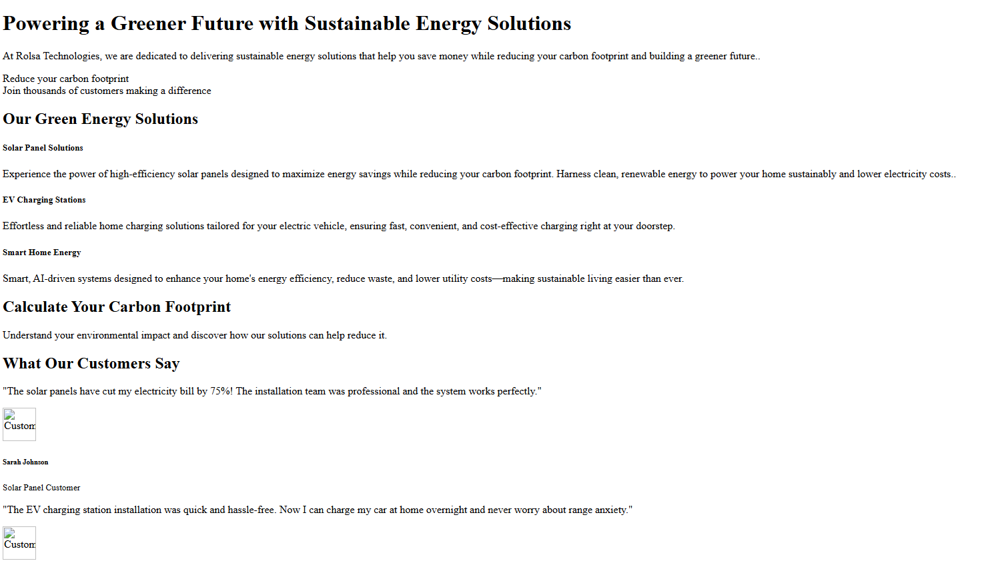 Powering a Greener Future with Sustainable Energy Solutions
At Rolsa Technologies, we are dedicated to delivering sustainable energy solutions that help you save money while reducing your carbon footprint and building a greener future..
Reduce your carbon footprint
Join thousands of customers making a difference
Our Green Energy Solutions
Solar Panel Solutions
Experience the power of high-efficiency solar panels designed to maximize energy savings while reducing your carbon footprint. Harness clean, renewable energy to power your home sustainably and lower electricity costs..
EV Charging Stations
Effortless and reliable home charging solutions tailored for your electric vehicle, ensuring fast, convenient, and cost-effective charging right at your doorstep.
Smart Home Energy
Smart, AI-driven systems designed to enhance your home's energy efficiency, reduce waste, and lower utility costs—making sustainable living easier than ever.
Calculate Your Carbon Footprint
Understand your environmental impact and discover how our solutions can help reduce it.
What Our Customers Say
"The solar panels have cut my electricity bill by 75%! The installation team was professional and the system works perfectly."
Custom
Sarah Johnson
Solar Panel Customer
"The EV charging station installation was quick and hassle-free. Now I can charge my car at home overnight and never worry about range anxiety."
Custom